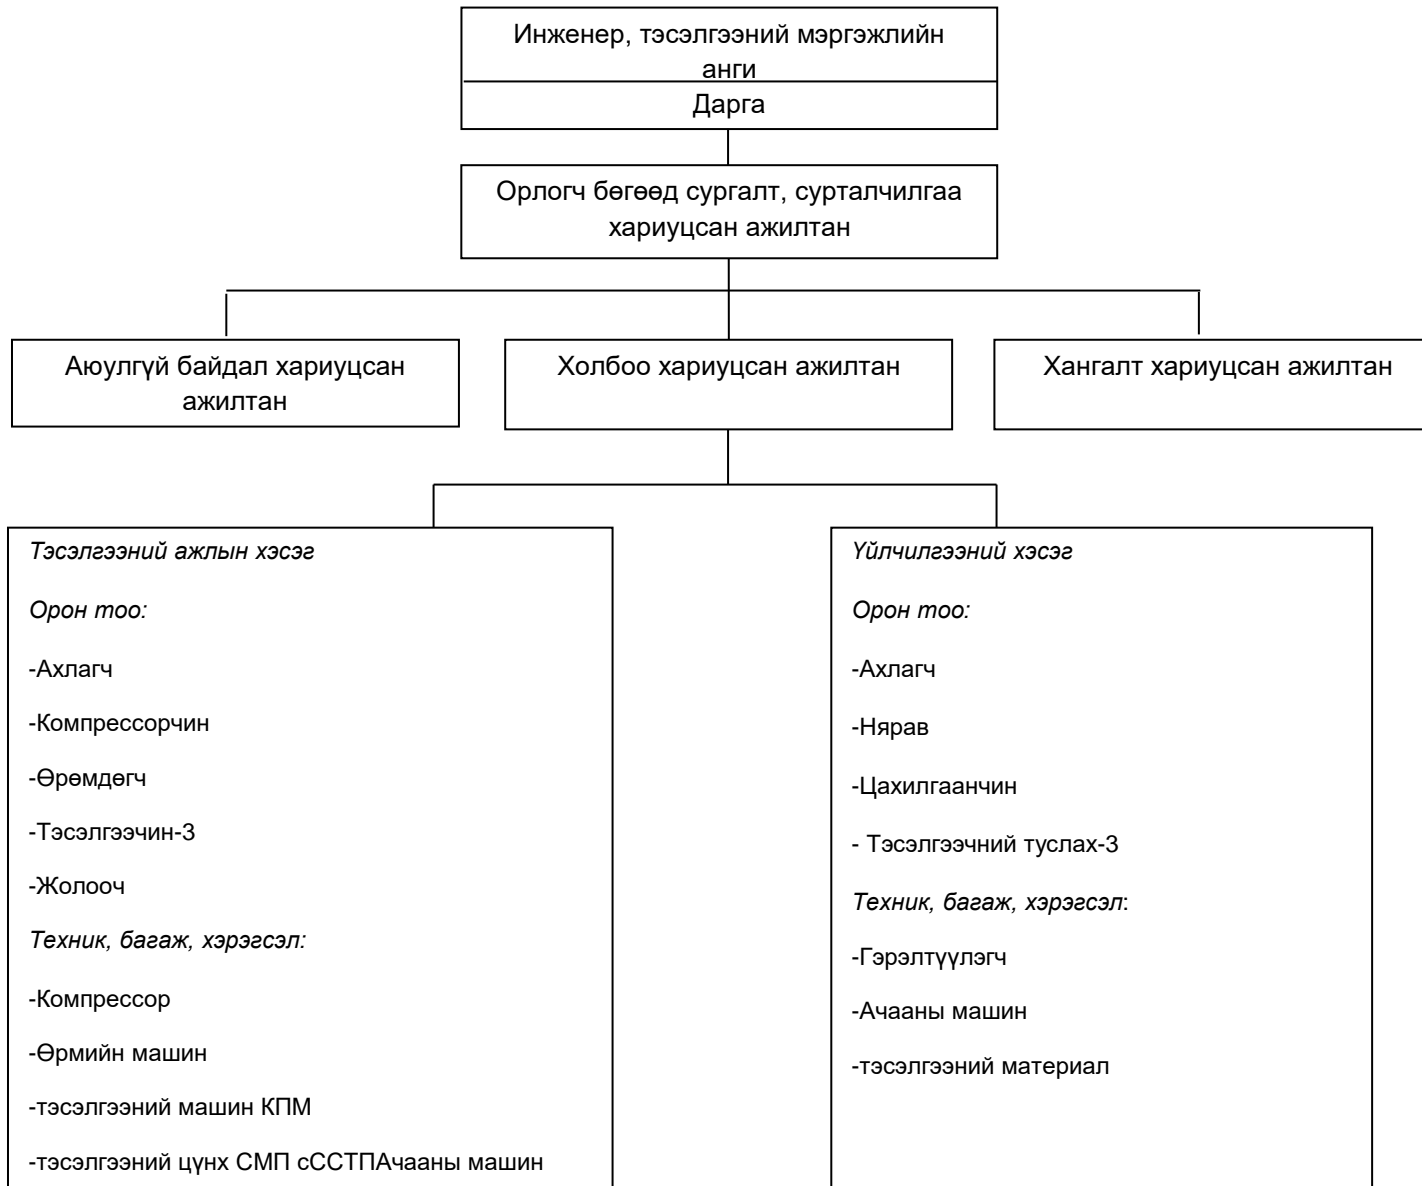 Инженер, тэсэлгээний мэргэжлийн
анги
Дарга
Орлогч бөгөөд сургалт, сурталчилгаа
хариуцсан ажилтан
Аюулгүй байдал хариуцсан
ажилтан
Холбоо хариуцсан ажилтан
Хангалт хариуцсан ажилтан
Тэсэлгээний ажлын хэсэг
Орон тоо:
-Ахлагч
-Компрессорчин
-Өрөмдөгч
-Тэсэлгээчин-3
-Жолооч
Техник, багаж, хэрэгсэл:
-Компрессор
-Өрмийн машин
-тэсэлгээний машин КПМ
-тэсэлгээний цүнх СМП сССТПАчааны машин
Үйлчилгээний хэсэг
Орон тоо:
-Ахлагч
-Нярав
-Цахилгаанчин
- Тэсэлгээчний туслах-3
Техник, багаж, хэрэгсэл:
-Гэрэлтүүлэгч
-Ачааны машин
-тэсэлгээний материал